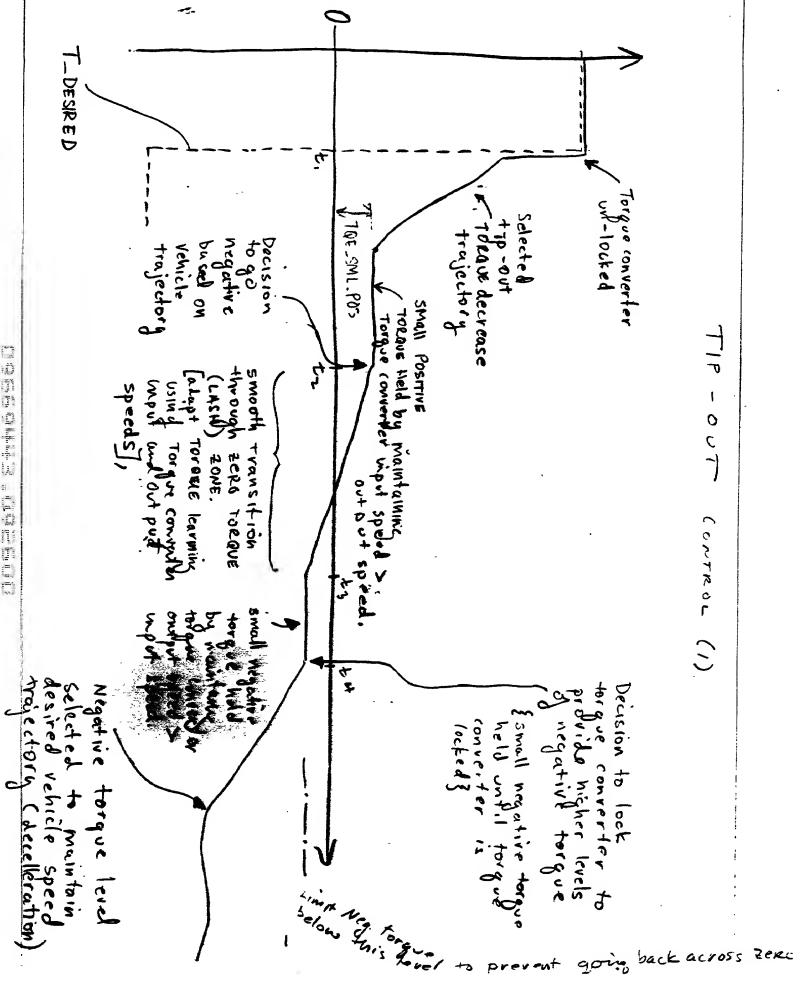 TIP-OUT CONTROL (1)
Torque converter
un-locked
Selected
tip-out
i.e. TORQUE decrease
trajectory
SMALL POSITIVE
TORQUE Held by maintaining
Torque converter input speed >
output speed.
Decision to lock
torque converter to
provide higher levels
of negative torque
{small negative torque
held until torque
converter is
locked}
0
TQE_SML_POS
t1
t2
t3
t4
T_DESIRED
Decision
to go
negative
based on
vehicle
trajectory
smooth transition
through ZERO TORQUE
(LASH) ZONE.
[adapt TORQUE learning
using Torque converter
input and output
speeds],
small negative
torque held
by maintaing
output speed >
input speed
Limit Neg. torque
below this level to prevent going back across zero
Negative torque level
Selected to maintain
desired vehicle speed
trajectory (decelleration)